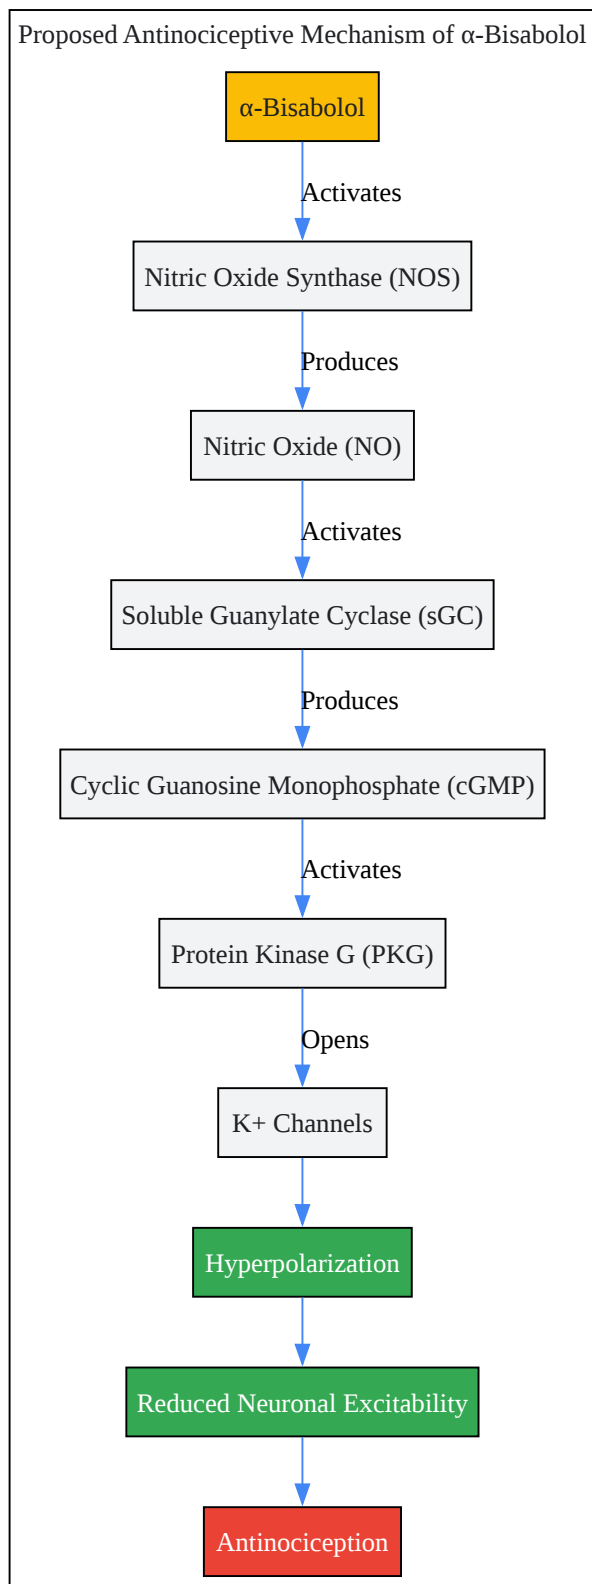 Proposed Antinociceptive Mechanism of α-Bisabolol
α-Bisabolol
Activates
Nitric Oxide Synthase (NOS)
Produces
Nitric Oxide (NO)
Activates
Soluble Guanylate Cyclase (sGC)
Produces
Cyclic Guanosine Monophosphate (cGMP)
Activates
Protein Kinase G (PKG)
Opens
K+ Channels
Hyperpolarization
Reduced Neuronal Excitability
Antinociception